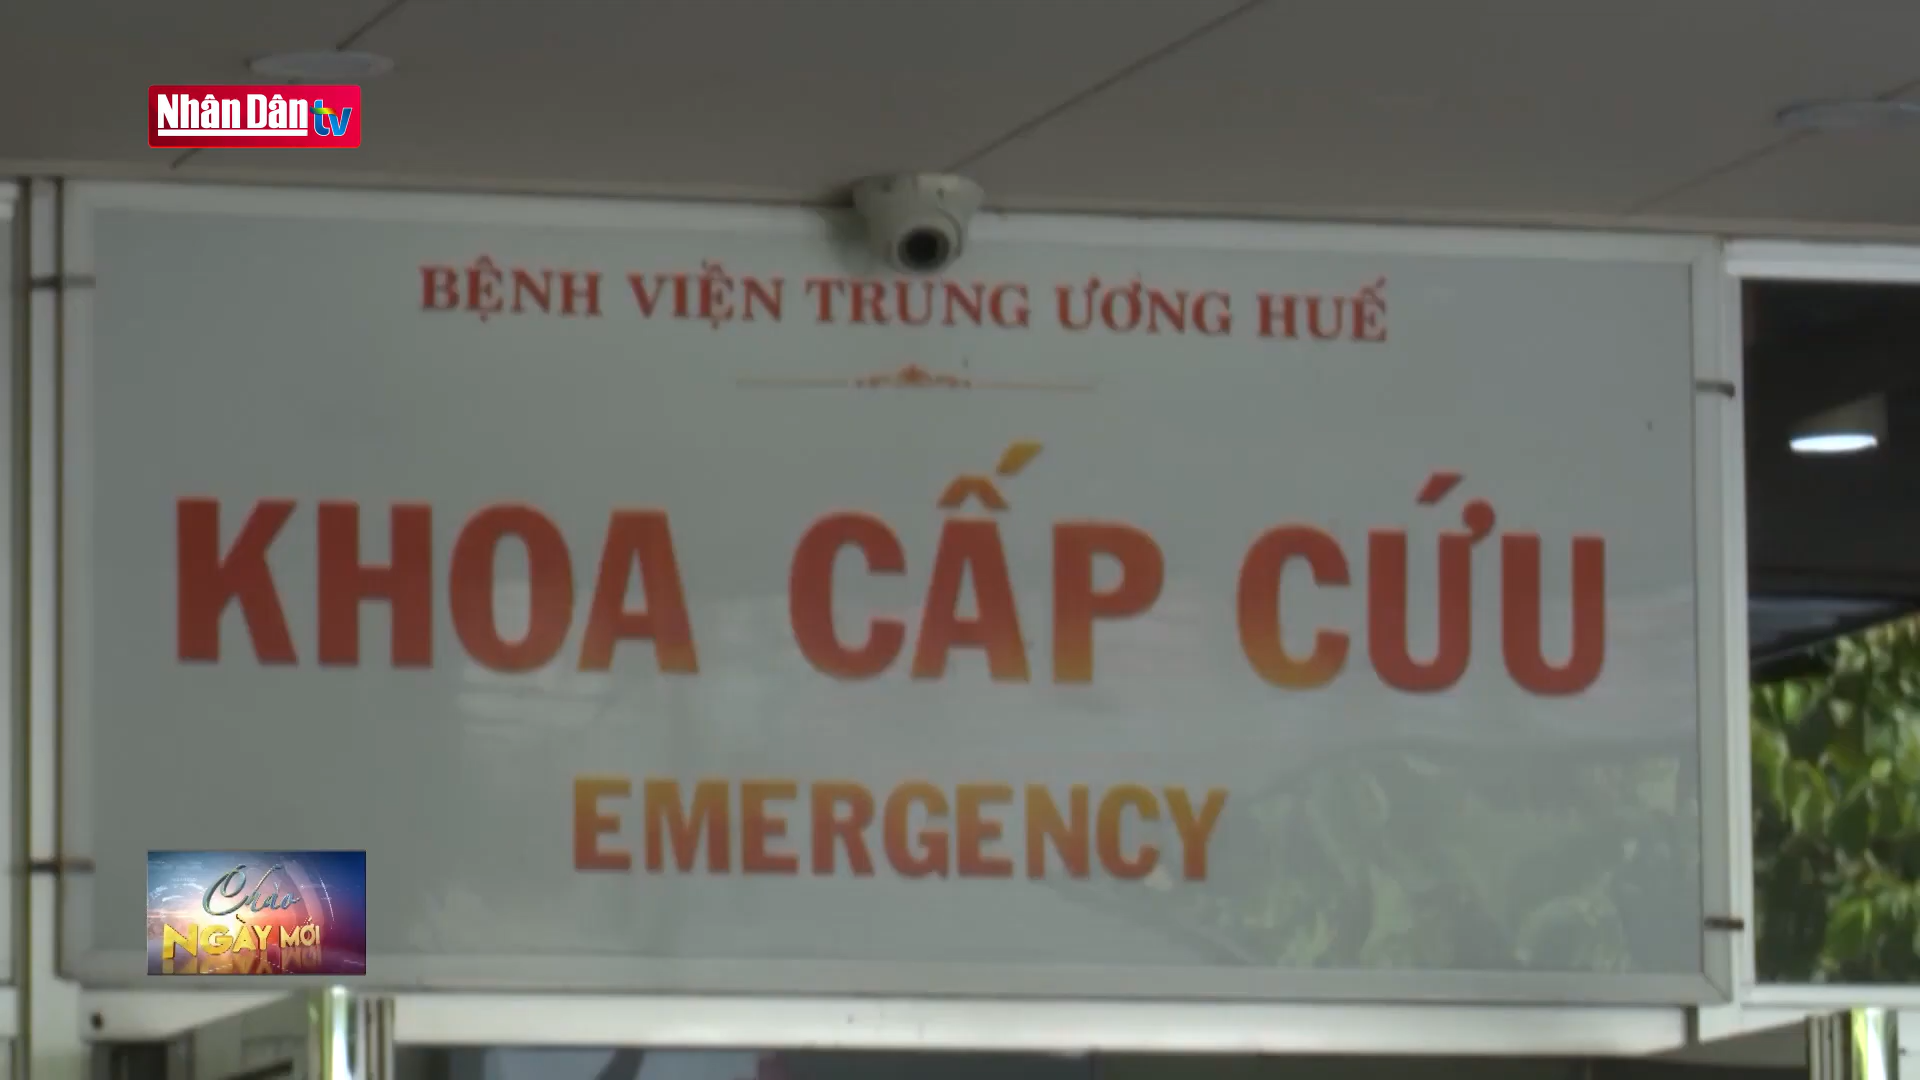 Nhân Dân tv
BỆNH VIỆN TRUNG ƯƠNG HUẾ
KHOA CẤP CỨU
EMERGENCY
Chào
NGÀY MỚI